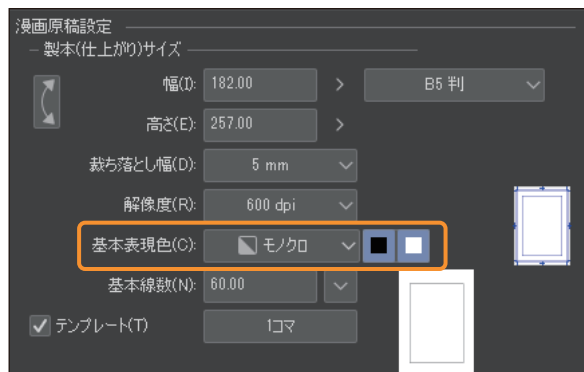 漫画原稿設定
製本(仕上がり)サイズ
幅(I): 182.00 > B5 判
高さ(E): 257.00 >
裁ち落とし幅(D): 5 mm
解像度(R): 600 dpi
基本表現色(C): モノクロ
基本線数(N): 60.00
テンプレート(T) 1コマ